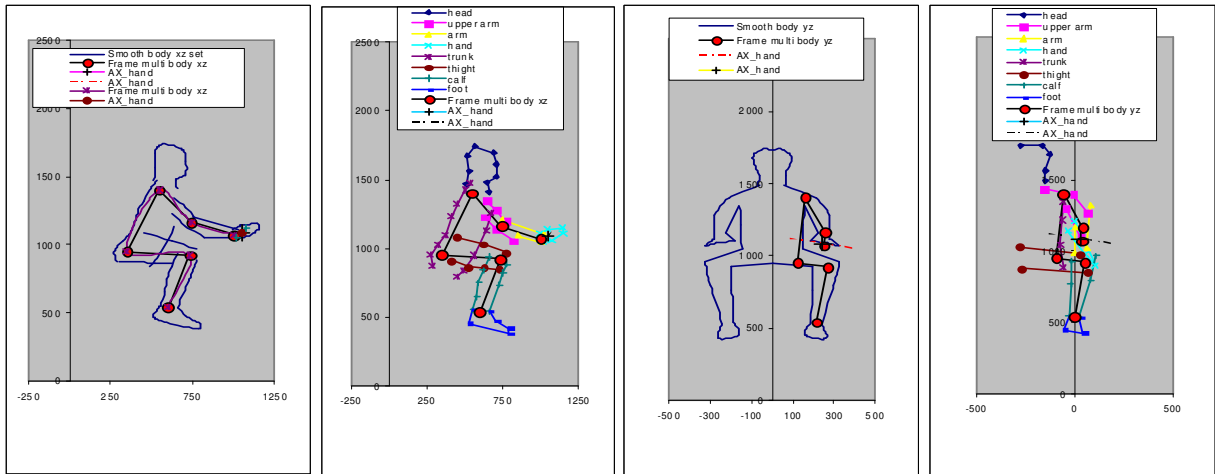 Smooth body xz set
Frame multi body xz
AX_hand
AX_hand
Frame multi body xz
AX_hand
2500
2000
1500
1000
500
0
-250 250 750 1250
head
upper arm
arm
hand
trunk
thight
calf
foot
Frame multi body xz
AX_hand
AX_hand
2500
2000
1500
1000
500
0
-250 250 750 1250
Smooth body yz
Frame multi body yz
AX_hand
AX_hand
2000
1500
1000
500
0
-500 -300 -100 100 300 500
head
upper arm
arm
hand
trunk
thight
calf
foot
Frame multi body yz
AX_hand
AX_hand
1500
1000
500
0
-500 0 500